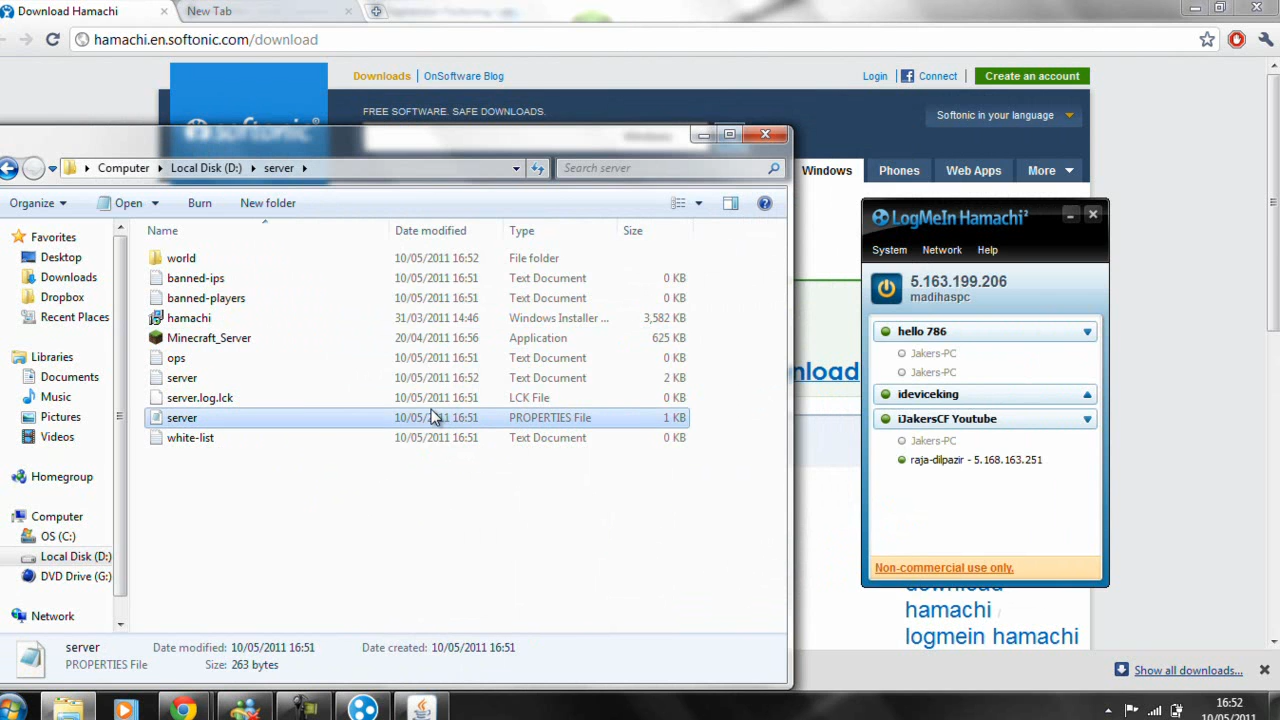 Download Hamachi
New Tab
hamachi.en.softonic.com/download
Downloads | OnSoftware Blog
Login
Connect
Create an account
FREE SOFTWARE. SAFE DOWNLOADS.
softonic
Softonic in your language
Windows
Phones
Web Apps
More
Computer
Local Disk (D:)
server
Search server
Organize
Open
Burn
New folder
Name
Date modified
Type
Size
Favorites
Desktop
Downloads
Dropbox
Recent Places
Libraries
Documents
Music
Pictures
Videos
Homegroup
Computer
OS (C:)
Local Disk (D:)
DVD Drive (G:)
Network
world 10/05/2011 16:52 File folder
banned-ips 10/05/2011 16:51 Text Document 0 KB
banned-players 10/05/2011 16:51 Text Document 0 KB
hamachi 31/03/2011 14:46 Windows Installer ... 3,582 KB
Minecraft_Server 20/04/2011 16:56 Application 625 KB
ops 10/05/2011 16:51 Text Document 0 KB
server 10/05/2011 16:52 Text Document 2 KB
server.log.lck 10/05/2011 16:51 LCK File 0 KB
server 10/05/2011 16:51 PROPERTIES File 1 KB
white-list 10/05/2011 16:51 Text Document 0 KB
server Date modified: 10/05/2011 16:51 Date created: 10/05/2011 16:51
PROPERTIES File Size: 263 bytes
LogMeIn Hamachi²
System Network Help
5.163.199.206
madihaspc
hello 786
Jakers-PC
Jakers-PC
ideviceking
iJakersCF Youtube
Jakers-PC
raja-dilpazir - 5.168.163.251
Non-commercial use only.
download
hamachi /
logmein hamachi
Show all downloads...
16:52
10/05/2011